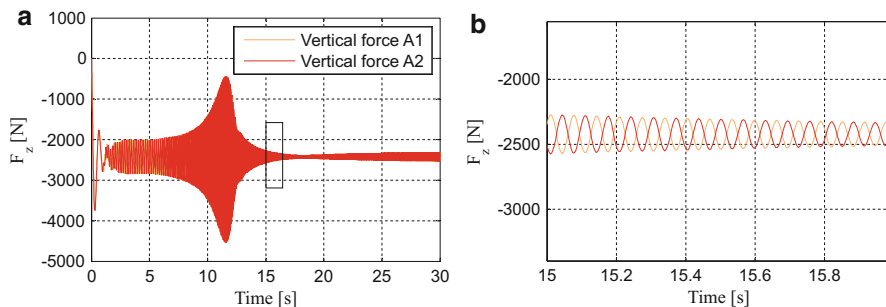 a
1000
0
-1000
-2000
-3000
-4000
-5000
F_z [N]
0
5
10
15
20
25
30
Time [s]
Vertical force A1
Vertical force A2
b
-2000
-2500
-3000
F_z [N]
15
15.2
15.4
15.6
15.8
Time [s]